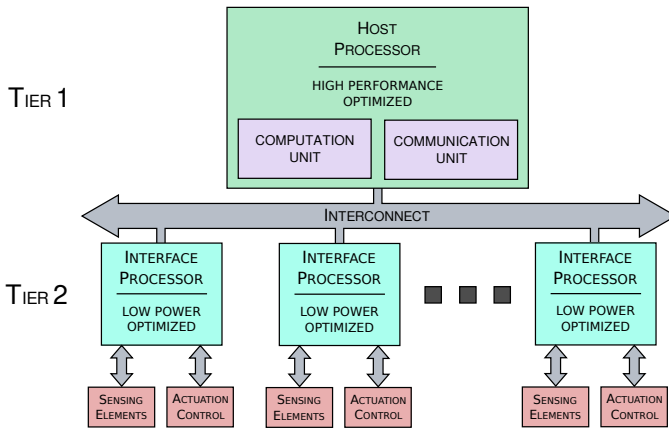 HOST
PROCESSOR
HIGH PERFORMANCE
OPTIMIZED
TIER 1
COMPUTATION
UNIT
COMMUNICATION
UNIT
INTERCONNECT
TIER 2
INTERFACE
PROCESSOR
LOW POWER
OPTIMIZED
INTERFACE
PROCESSOR
LOW POWER
OPTIMIZED
INTERFACE
PROCESSOR
LOW POWER
OPTIMIZED
SENSING
ELEMENTS
ACTUATION
CONTROL
SENSING
ELEMENTS
ACTUATION
CONTROL
SENSING
ELEMENTS
ACTUATION
CONTROL